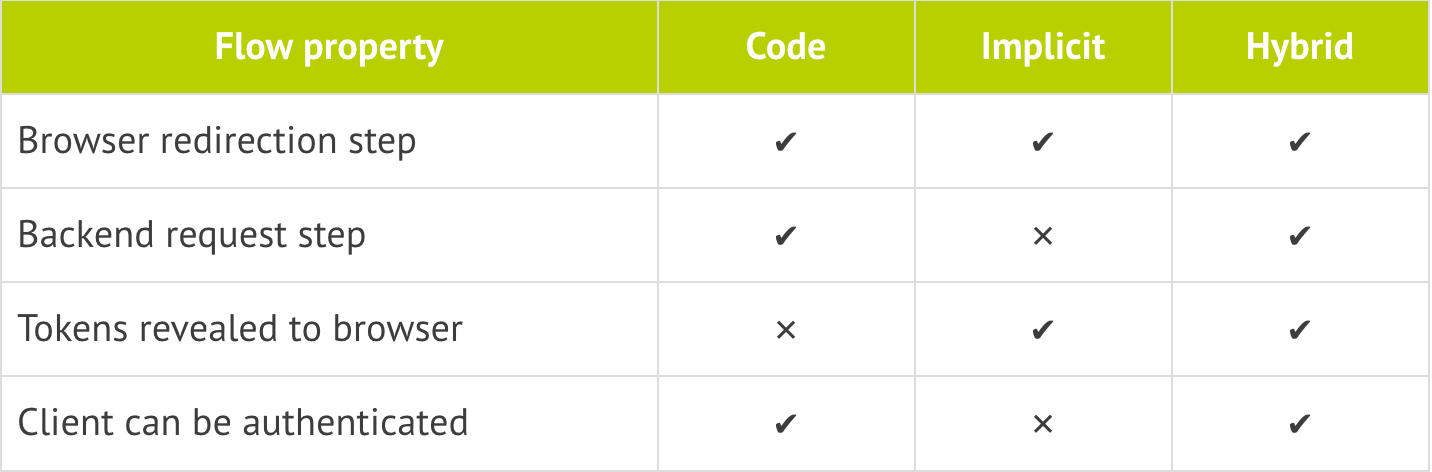 Flow property Code Implicit Hybrid
Browser redirection step ✔ ✔ ✔
Backend request step ✔ ✕ ✔
Tokens revealed to browser ✕ ✔ ✔
Client can be authenticated ✔ ✕ ✔